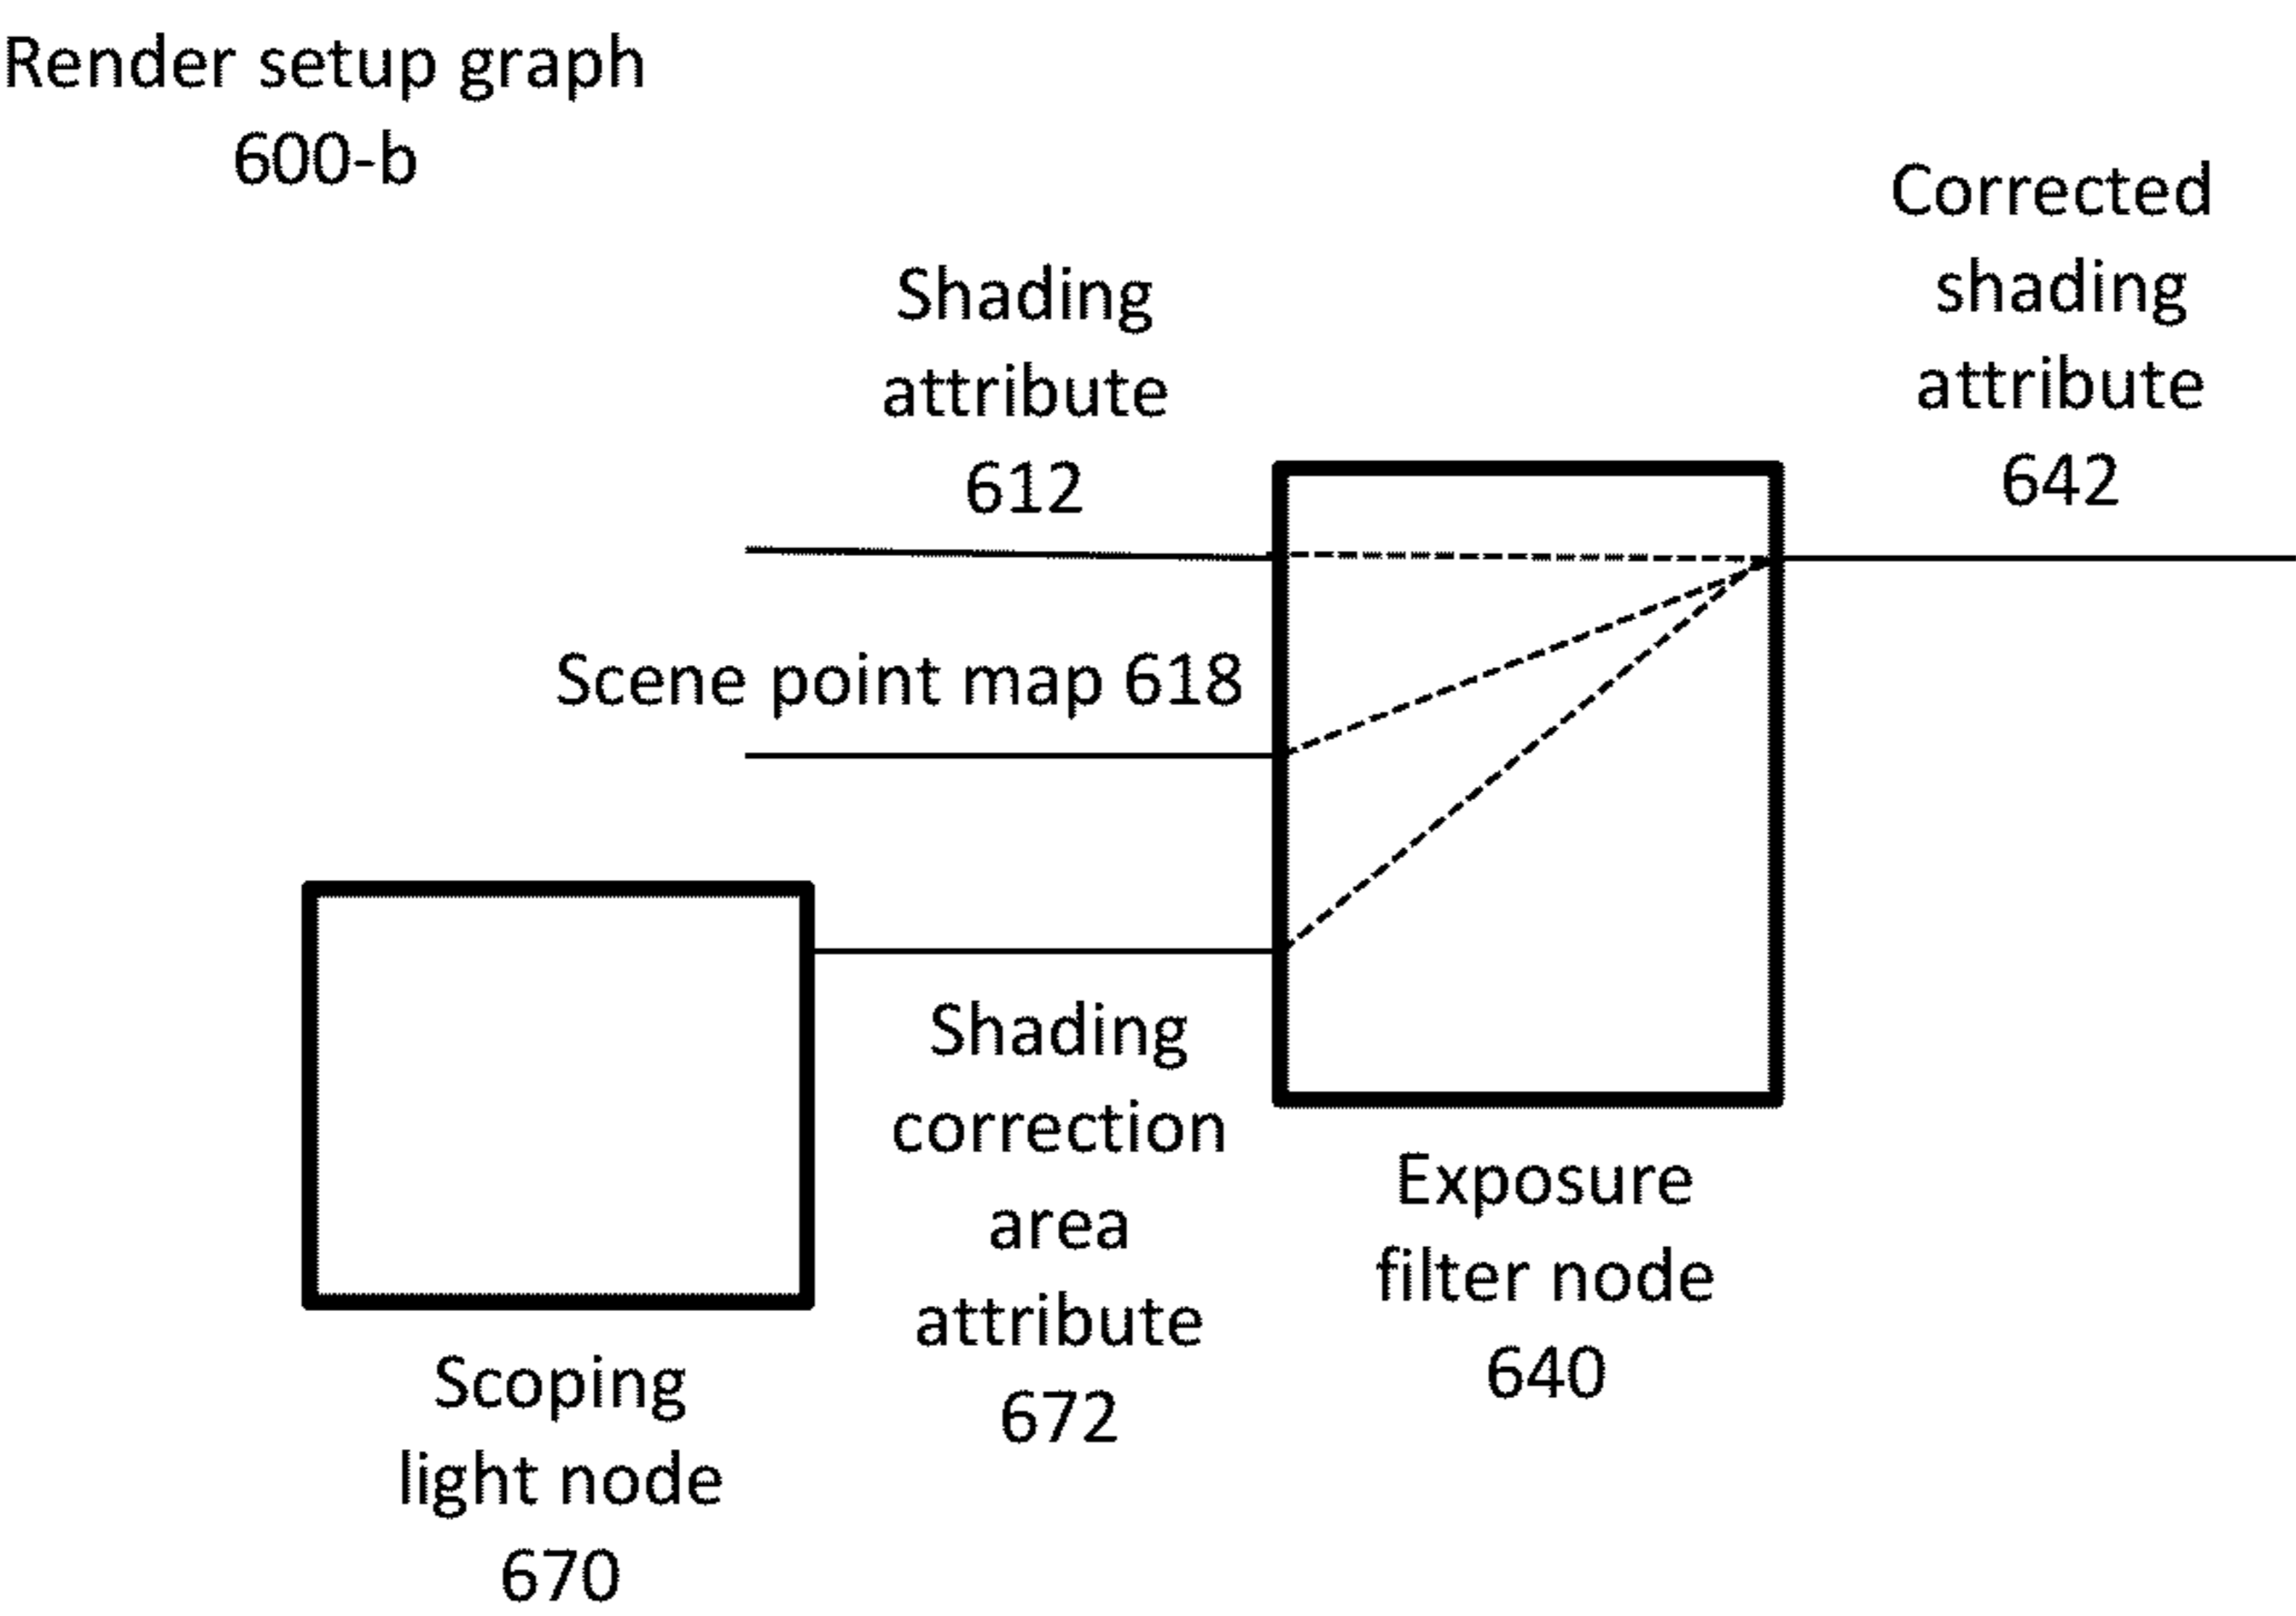 Render setup graph
600-b
Shading
attribute
612
Corrected
shading
attribute
642
Scene point map 618
Shading
correction
area
attribute
672
Exposure
filter node
640
Scoping
light node
670